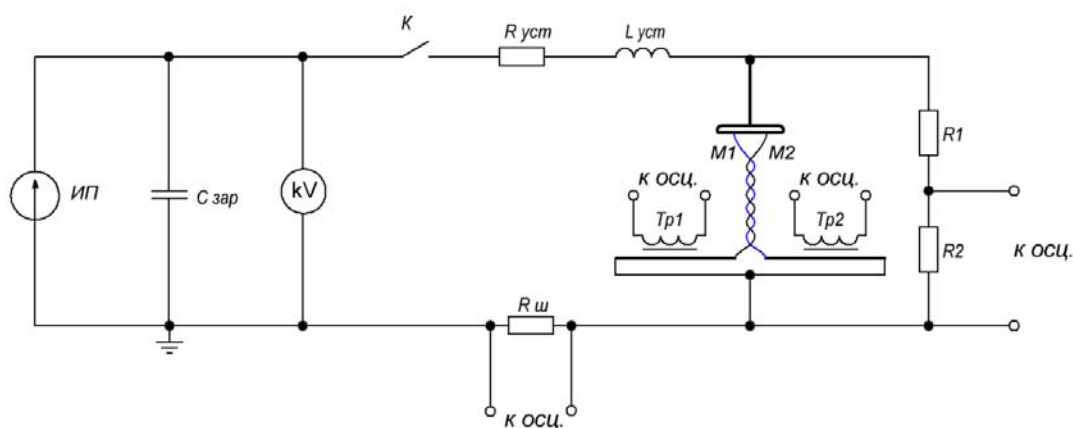 К
R уст
L уст
ИП
С зар
kV
М1
М2
к осц.
к осц.
Тр1
Тр2
R1
R2
к осц.
R ш
к осц.